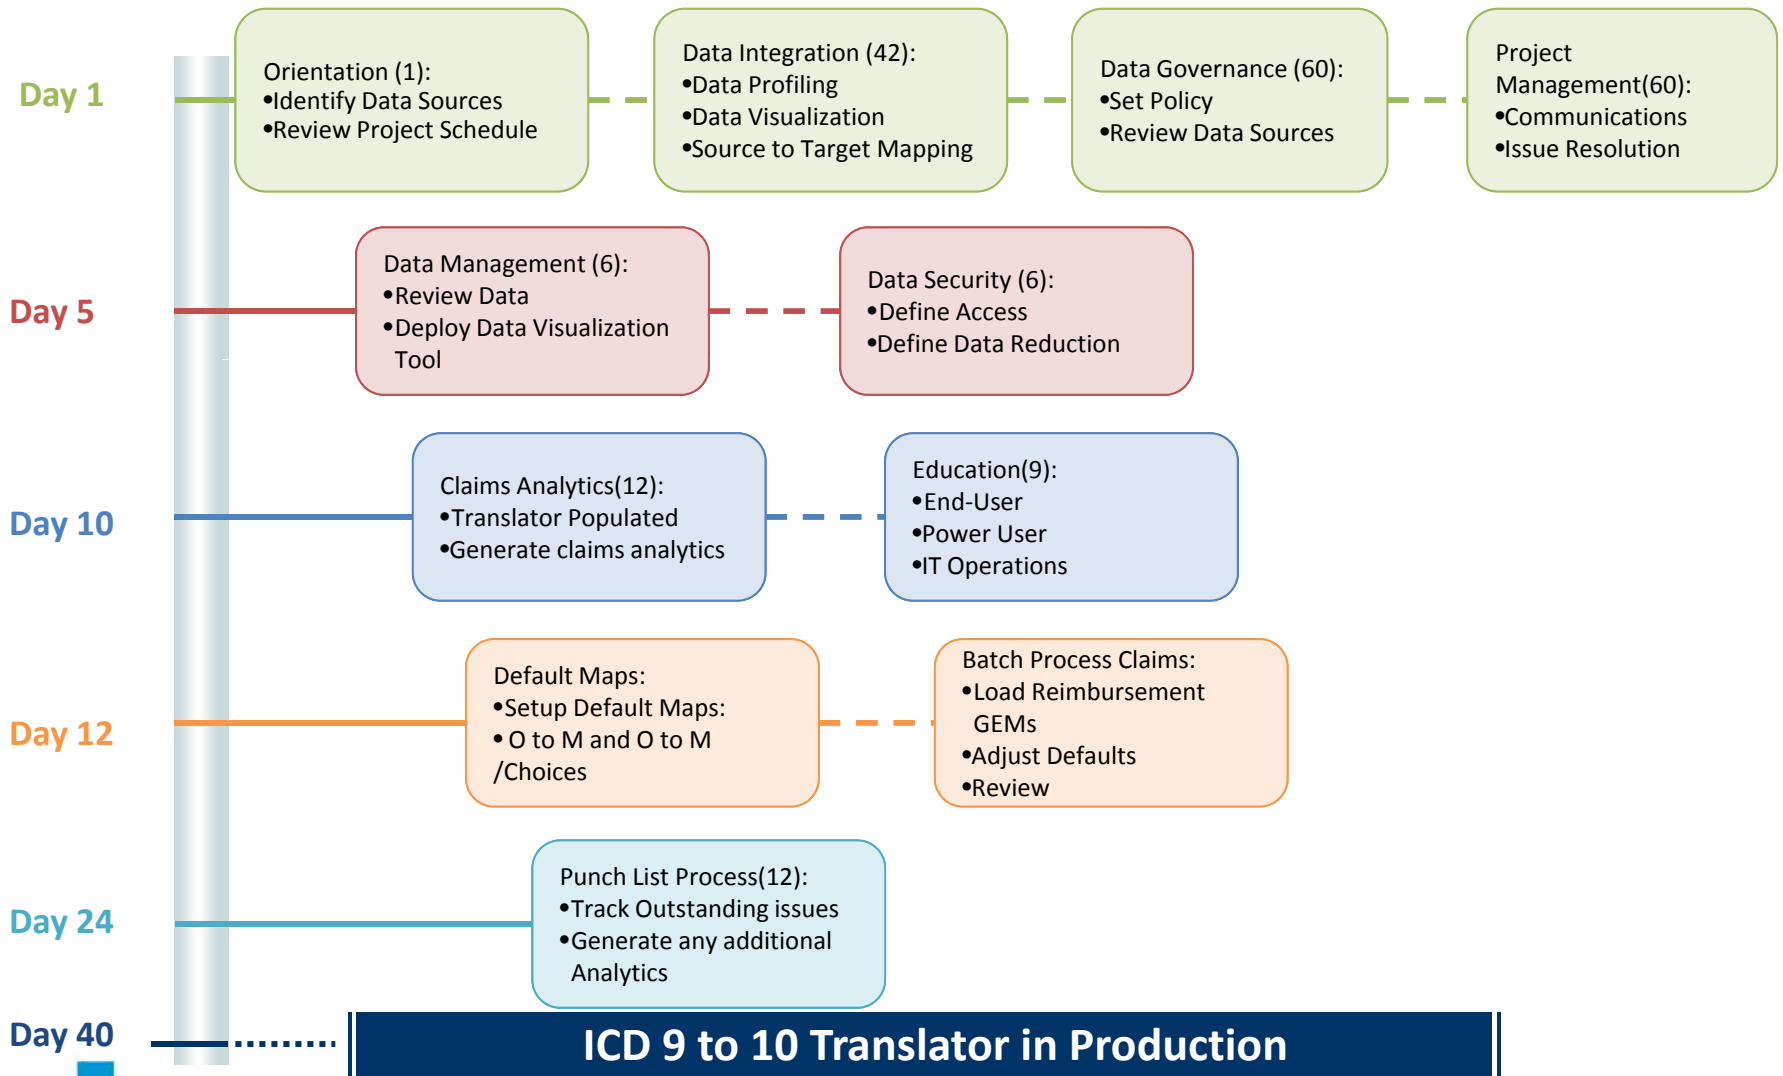 Day 1
Orientation (1):
•Identify Data Sources
•Review Project Schedule
Data Integration (42):
•Data Profiling
•Data Visualization
•Source to Target Mapping
Data Governance (60):
•Set Policy
•Review Data Sources
Project
Management(60):
•Communications
•Issue Resolution
Day 5
Data Management (6):
•Review Data
•Deploy Data Visualization
Tool
Data Security (6):
•Define Access
•Define Data Reduction
Day 10
Claims Analytics(12):
•Translator Populated
•Generate claims analytics
Education(9):
•End-User
•Power User
•IT Operations
Day 12
Default Maps:
•Setup Default Maps:
• O to M and O to M
/Choices
Batch Process Claims:
•Load Reimbursement
GEMs
•Adjust Defaults
•Review
Day 24
Punch List Process(12):
•Track Outstanding issues
•Generate any additional
Analytics
Day 40
ICD 9 to 10 Translator in Production